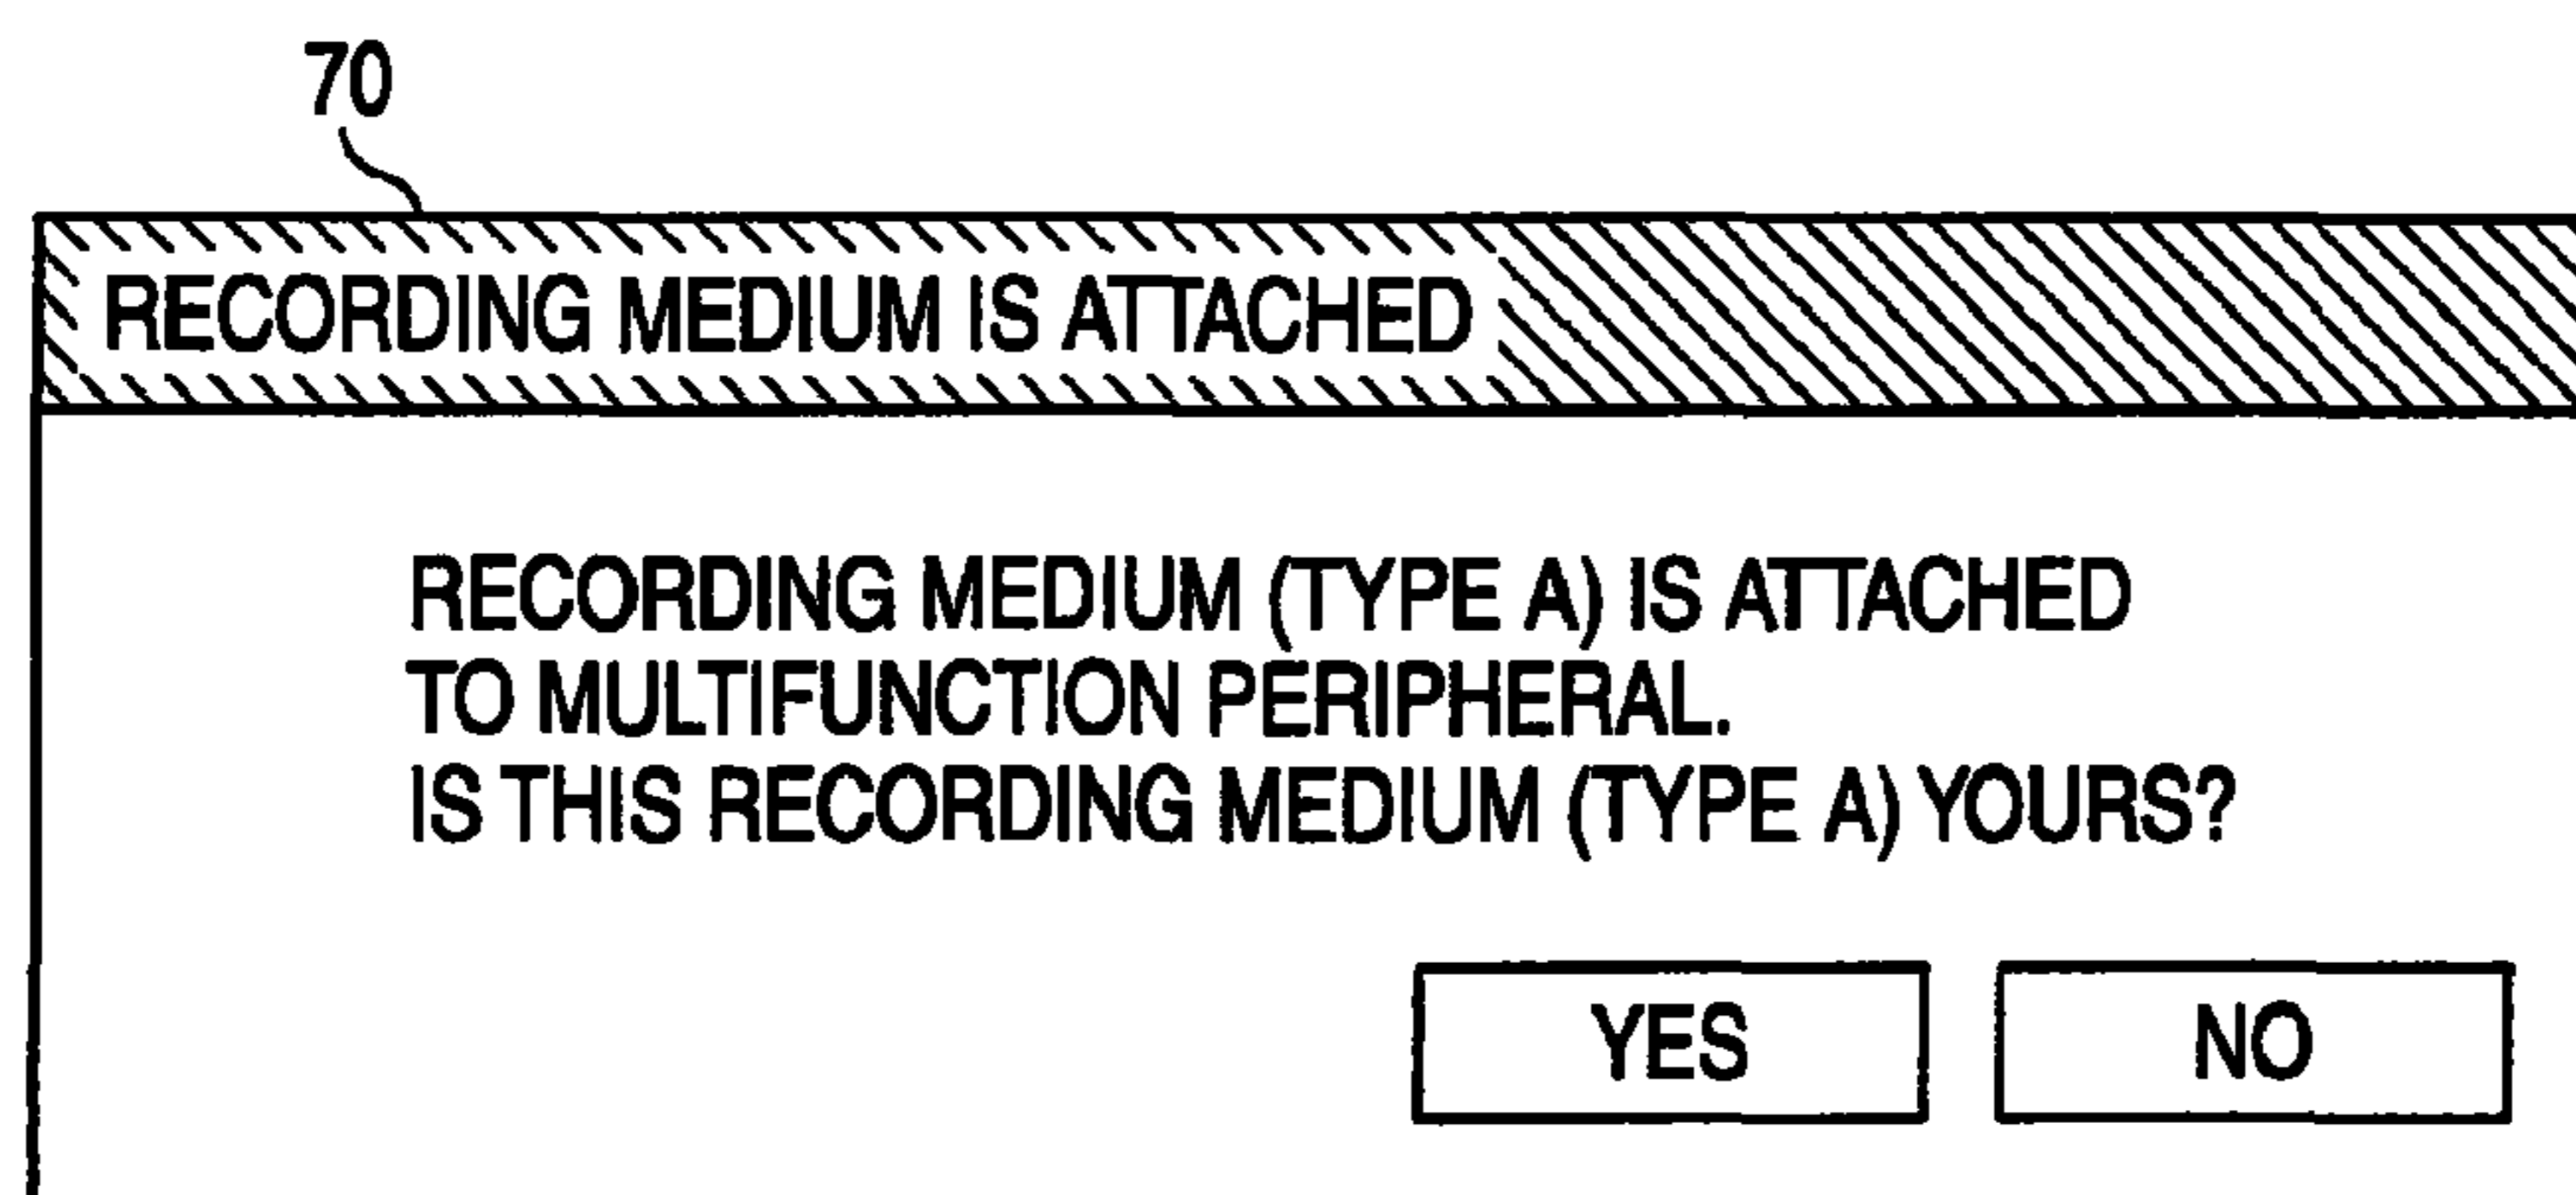 70
RECORDING MEDIUM IS ATTACHED
RECORDING MEDIUM (TYPE A) IS ATTACHED
TO MULTIFUNCTION PERIPHERAL.
IS THIS RECORDING MEDIUM (TYPE A) YOURS?
YES NO